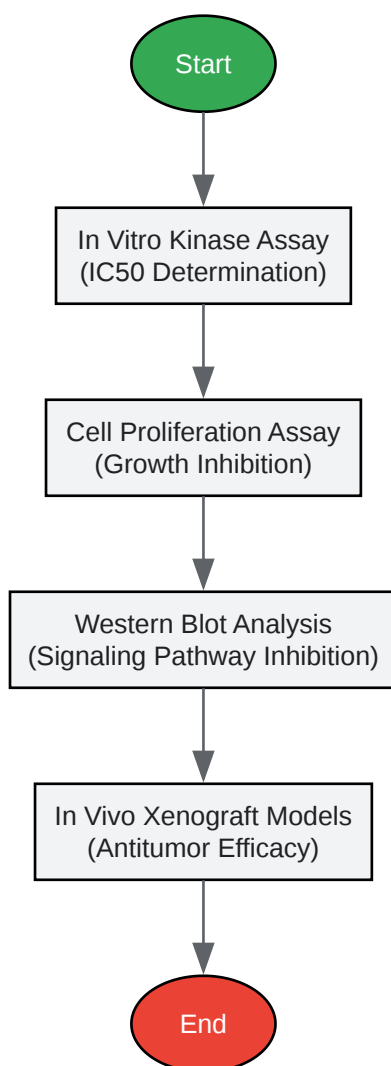 Start
In Vitro Kinase Assay
(IC50 Determination)
Cell Proliferation Assay
(Growth Inhibition)
Western Blot Analysis
(Signaling Pathway Inhibition)
In Vivo Xenograft Models
(Antitumor Efficacy)
End